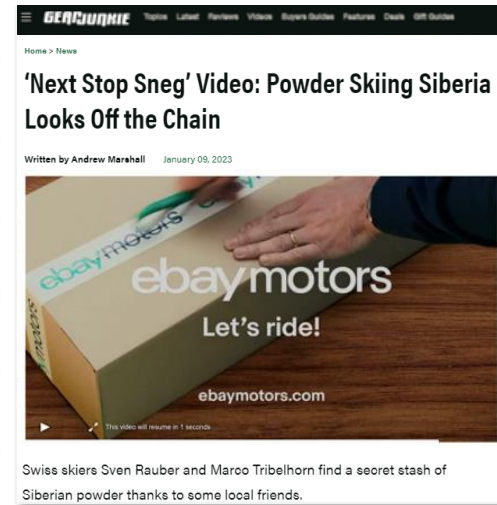 GEARJUNKIE Topics Latest Reviews Videos Buyers Guides Features Deals Gift Guides
Home > News
‘Next Stop Sneg’ Video: Powder Skiing Siberia
Looks Off the Chain
Written by Andrew Marshall January 09, 2023
ebaymotors
ebaymotors
ebaymotors
Let’s ride!
ebaymotors.com
This video will resume in 1 seconds
Swiss skiers Sven Rauber and Marco Tribelhorn find a secret stash of
Siberian powder thanks to some local friends.